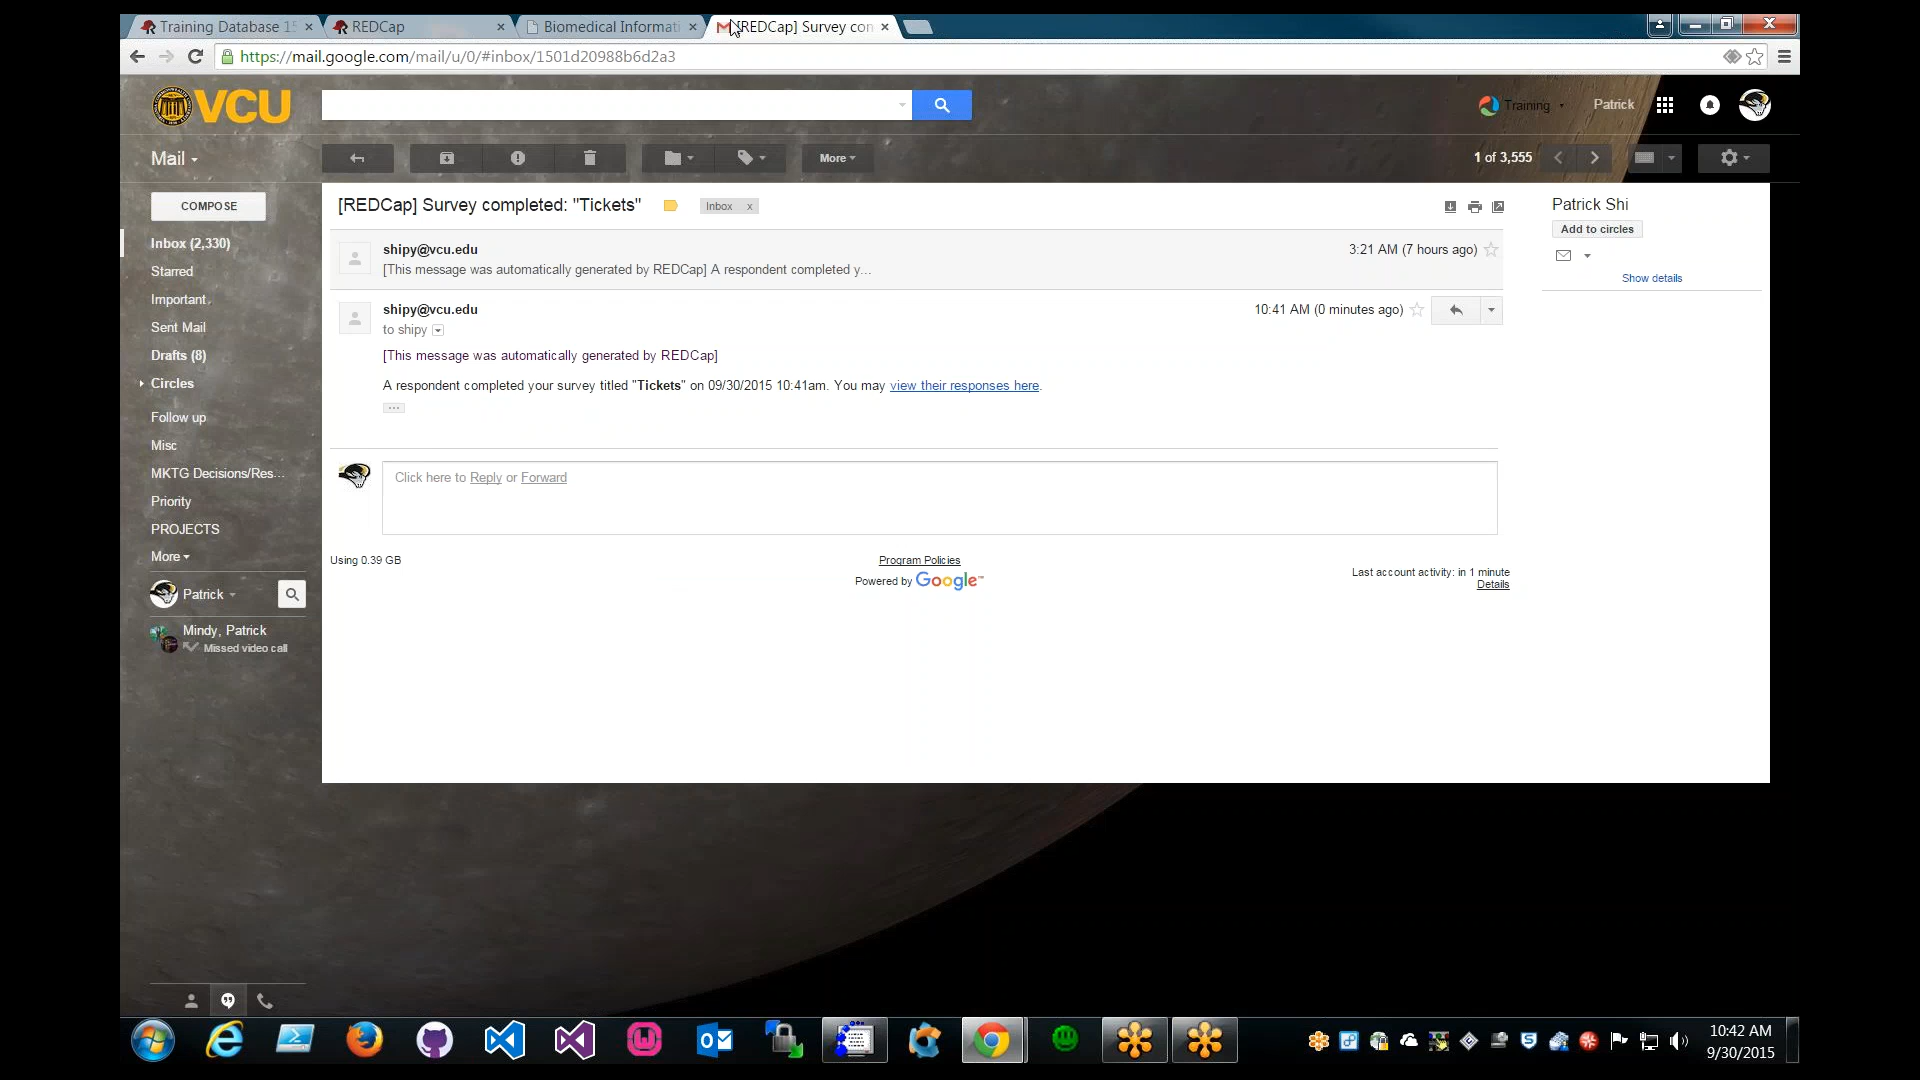 Training Database 15
REDCap
Biomedical Informati
[REDCap] Survey con
https://mail.google.com/mail/u/0/#inbox/1501d20988b6d2a3
VCU
Training
Patrick
Mail
More
1 of 3,555
COMPOSE
[REDCap] Survey completed: "Tickets"
Inbox x
Patrick Shi
Add to circles
Show details
Inbox (2,330)
Starred
Important
Sent Mail
Drafts (8)
Circles
Follow up
Misc
MKTG Decisions/Res...
Priority
PROJECTS
More
Patrick
Mindy, Patrick
Missed video call
shipy@vcu.edu
3:21 AM (7 hours ago)
[This message was automatically generated by REDCap] A respondent completed y...
shipy@vcu.edu
10:41 AM (0 minutes ago)
to shipy
[This message was automatically generated by REDCap]
A respondent completed your survey titled "Tickets" on 09/30/2015 10:41am. You may view their responses here.
Click here to Reply or Forward
Using 0.39 GB
Program Policies
Powered by Google™
Last account activity: in 1 minute
Details
10:42 AM
9/30/2015